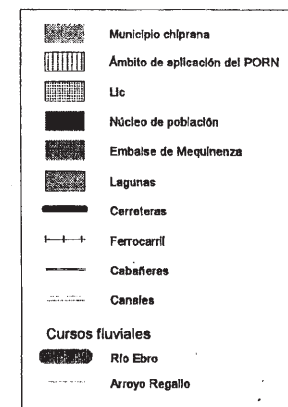 Municipio chiprana
Ámbito de aplicación del PORN
Lic
Núcleo de población
Embalse de Mequinenza
Lagunas
Carreteras
Ferrocarril
Cabañeras
Canales
Cursos fluviales
Río Ebro
Arroyo Regallo